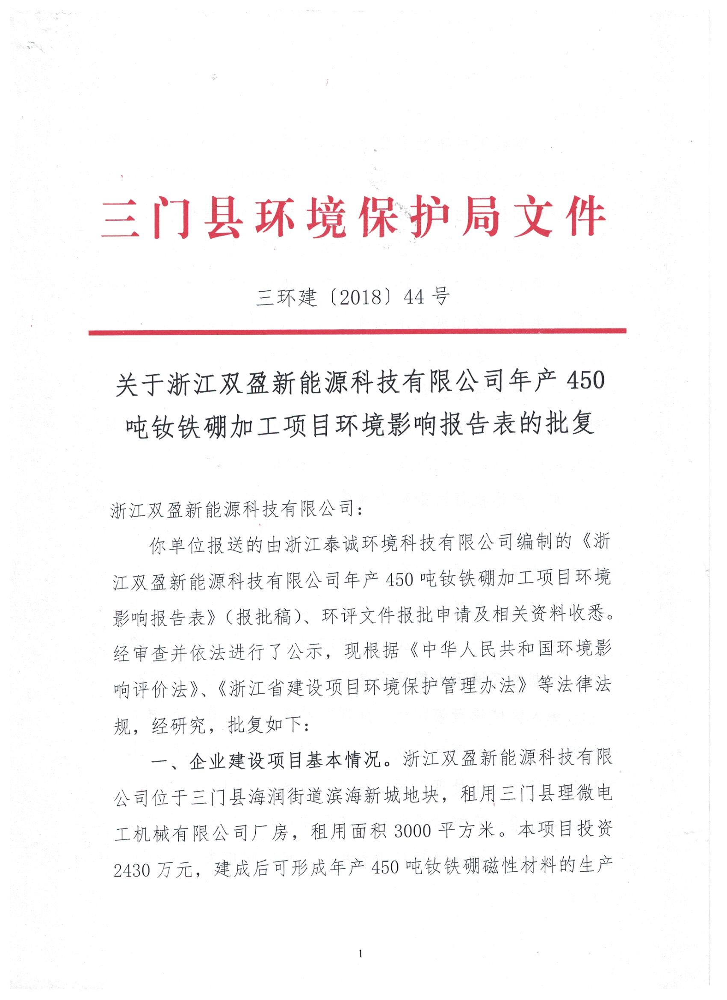 三门县环境保护局文件
三环建〔2018〕44号
关于浙江双盈新能源科技有限公司年产450
吨钕铁硼加工项目环境影响报告表的批复
浙江双盈新能源科技有限公司：
你单位报送的由浙江泰诚环境科技有限公司编制的《浙
江双盈新能源科技有限公司年产450吨钕铁硼加工项目环境
影响报告表》（报批稿）、环评文件报批申请及相关资料收悉。
经审查并依法进行了公示，现根据《中华人民共和国环境影
响评价法》、《浙江省建设项目环境保护管理办法》等法律法
规，经研究，批复如下：
一、企业建设项目基本情况。浙江双盈新能源科技有限
公司位于三门县海润街道滨海新城地块，租用三门县理微电
工机械有限公司厂房，租用面积3000平方米。本项目投资
2430万元，建成后可形成年产450吨钕铁硼磁性材料的生产
1